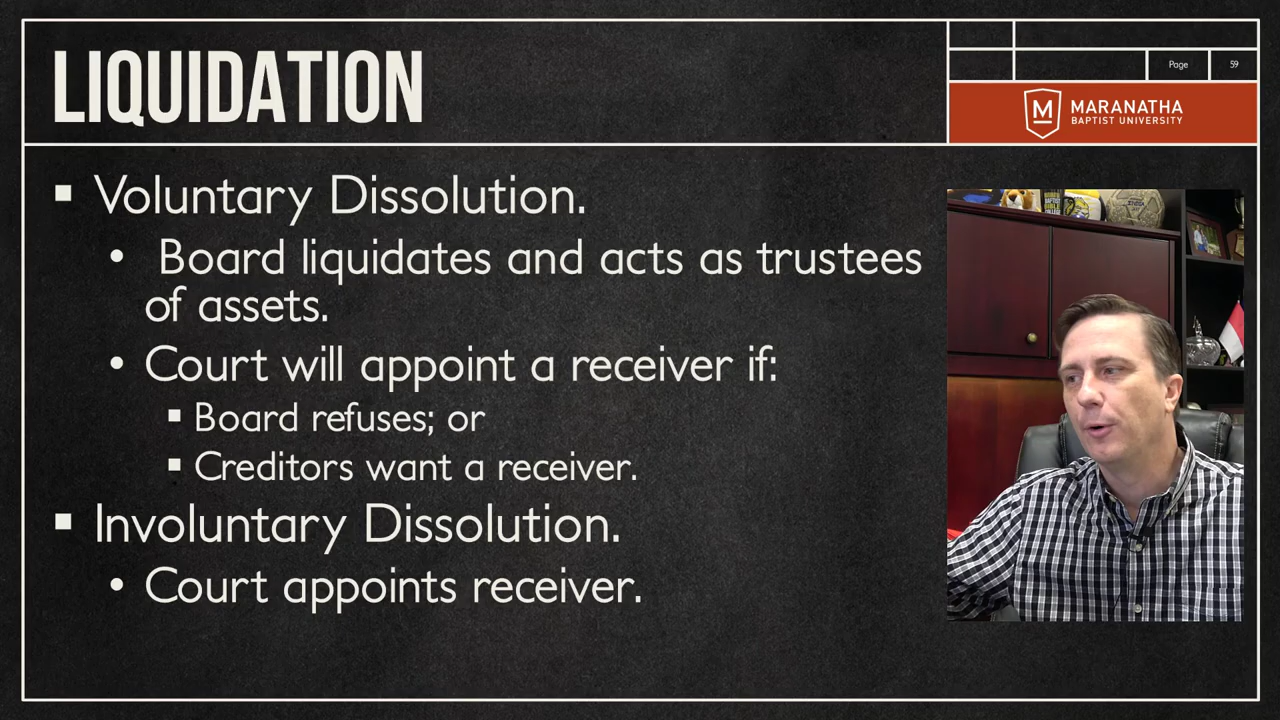 LIQUIDATION
Page 59
MARANATHA
BAPTIST UNIVERSITY
▪ Voluntary Dissolution.
• Board liquidates and acts as trustees
of assets.
• Court will appoint a receiver if:
▪ Board refuses; or
▪ Creditors want a receiver.
▪ Involuntary Dissolution.
• Court appoints receiver.